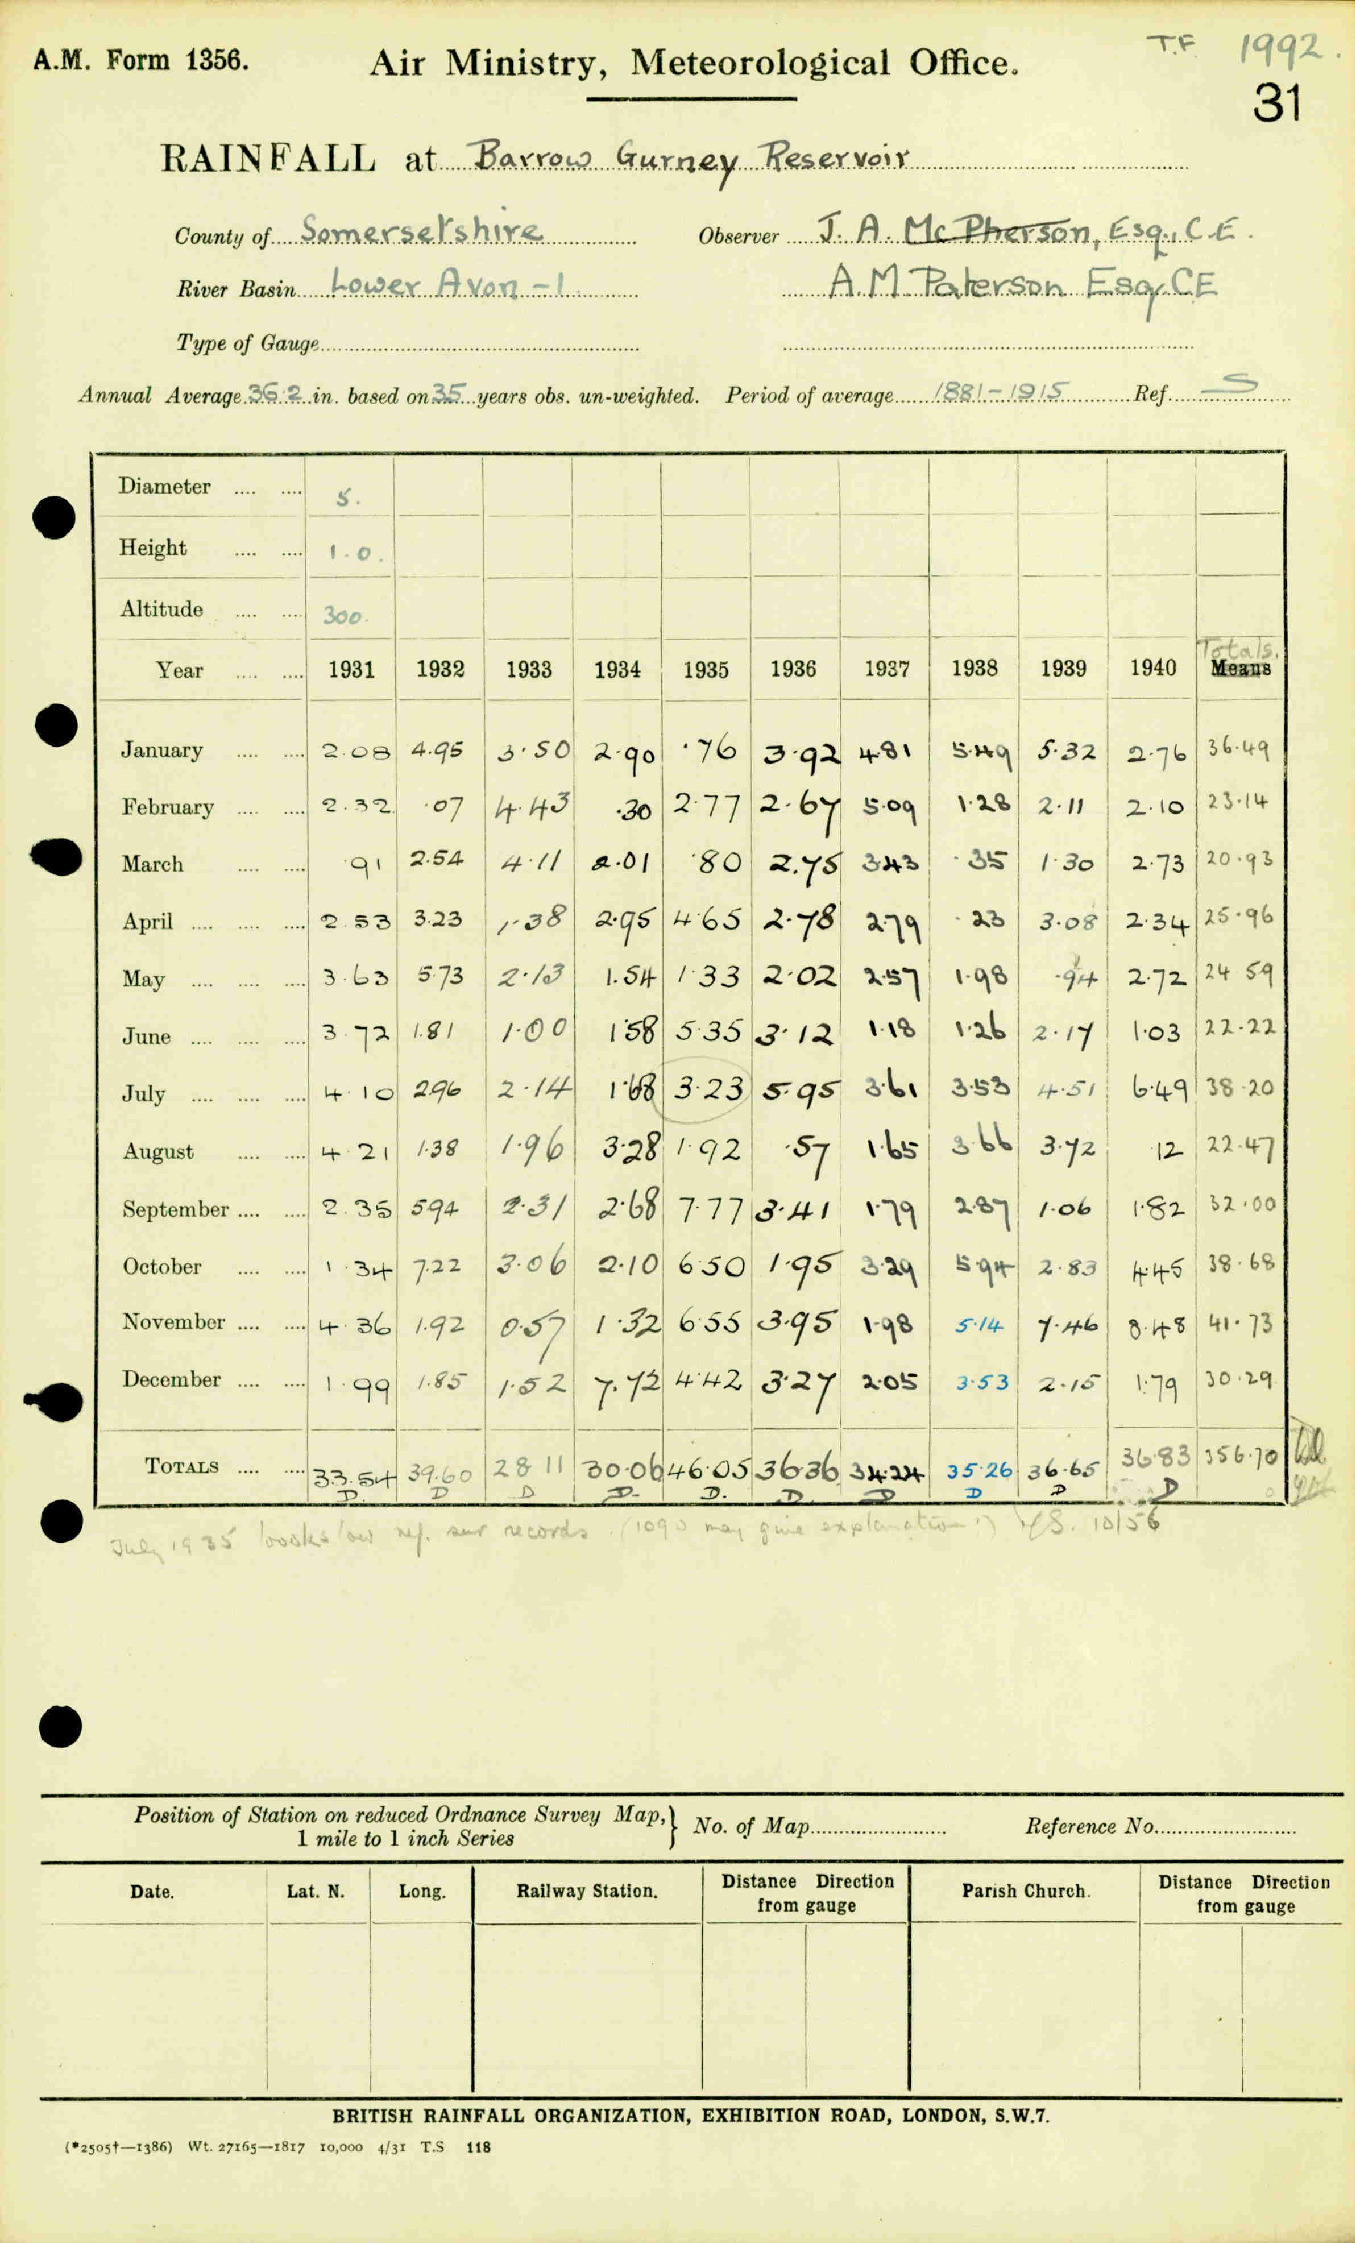 A.M. Form 1356.
Air Ministry, Meteorological Office.
T.F. 1992.
31
RAINFALL at Barrow Gurney Reservoir
County of Somersetshire Observer J. A. McPherson, Esq., C.E.
River Basin Lower Avon - 1 A.M. Paterson Esq. CE
Type of Gauge
Annual Average 36.2 in. based on 35 years obs. un-weighted. Period of average 1881-1915 Ref. S
Diameter 5.
Height 1.0.
Altitude 300.
Totals.
Year 1931 1932 1933 1934 1935 1936 1937 1938 1939 1940 Means
January 2.08 4.95 3.50 2.90 .76 3.92 4.81 5.49 5.32 2.76 36.49
February 2.32 .07 4.43 .30 2.77 2.67 5.09 1.28 2.11 2.10 23.14
March .91 2.54 4.11 2.01 .80 2.75 3.43 .35 1.30 2.73 20.93
April 2.53 3.23 1.38 2.95 4.65 2.78 2.79 .23 3.08 2.34 25.96
May 3.63 5.73 2.13 1.54 1.33 2.02 2.57 1.98 .94 2.72 24 59
June 3.72 1.81 1.00 1.58 5.35 3.12 1.18 1.26 2.17 1.03 22.22
July 4.10 2.96 2.14 1.68 3.23 5.95 3.61 3.53 4.51 6.49 38.20
August 4.21 1.38 1.96 3.28 1.92 .57 1.65 3.66 3.72 .12 22.47
September 2.35 5.94 2.31 2.68 7.77 3.41 1.79 2.87 1.06 1.82 32.00
October 1.34 7.22 3.06 2.10 6.50 1.95 3.29 5.94 2.83 4.45 38.68
November 4.36 1.92 0.57 1.32 6.55 3.95 1.98 5.14 7.46 8.48 41.73
December 1.99 1.85 1.52 7.72 4.42 3.27 2.05 3.53 2.15 1.79 30.29
TOTALS 33.54 39.60 28 11 30.06 46.05 36.36 34.24 35.26 36.65 36.83 356.70
D. D D D. D. D. D D D D
July 1935 looks low ref. sur records. (1090 may give explanation!) 10/56
Position of Station on reduced Ordnance Survey Map,} No. of Map Reference No.
1 mile to 1 inch Series
Date. Lat. N. Long. Railway Station. Distance Direction from gauge Parish Church. Distance Direction from gauge
BRITISH RAINFALL ORGANIZATION, EXHIBITION ROAD, LONDON, S.W.7.
(*2505†—1386) Wt. 27165—1817 10,000 4/31 T.S 118